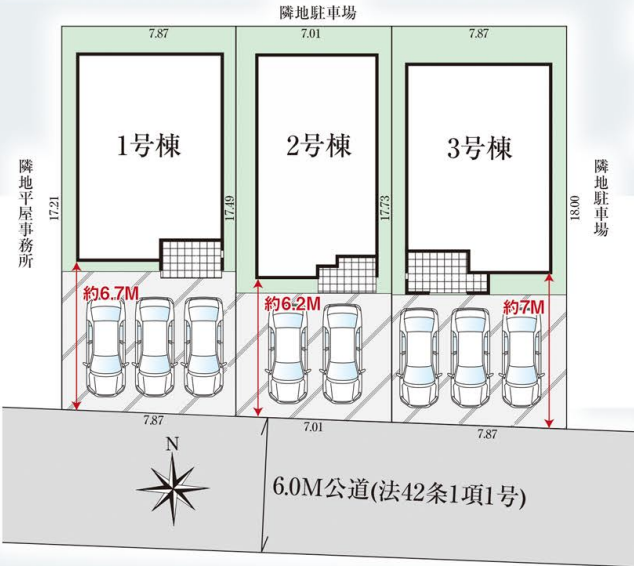 隣地駐車場
7.87
7.01
7.87
1号棟
2号棟
3号棟
隣地平屋事務所
17.21
17.49
17.73
18.00
隣地駐車場
約6.7M
約6.2M
約7M
7.87
7.01
7.87
N
6.0M公道(法42条1項1号)